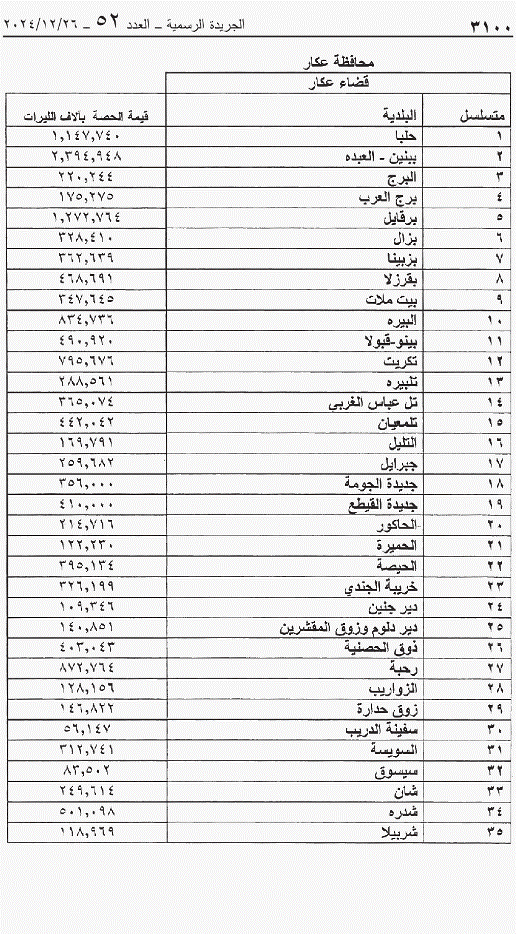 ٣١٠٠ الجريدة الرسمية ـ العدد ٥٢ ـ ٢٠٢٤/١٢/٢٦
محافظة عكار
قضاء عكار
متسلسل البلدية قيمة الحصة بآلاف الليرات
١ حلبا ١,١٤٧,٧٤٠
٢ ببنين - العبده ٢,٣٩٤,٩٤٨
٣ البرج ٢٢٠,٢٤٤
٤ برج العرب ١٧٥,٢٧٥
٥ برقايل ١,٢٧٢,٧٦٤
٦ بزال ٣٢٨,٤١٠
٧ بزبينا ٣٦٢,٦٣٩
٨ بقرزلا ٤٦٨,٦٩١
٩ بيت ملات ٣٤٧,٦٤٥
١٠ البيره ٨٣٤,٧٣٦
١١ بينو-قبولا ٤٩٠,٩٢٠
١٢ تكريت ٧٩٥,٦٧٦
١٣ تلبيره ٢٨٨,٥٦١
١٤ تل عباس الغربي ٣٦٥,٠٧٤
١٥ تلمعيان ٤٤٢,٠٤٢
١٦ التليل ١٦٩,٧٩١
١٧ جبرايل ٢٥٩,٦٨٢
١٨ جديدة الجومة ٣٥٦,٠٠٠
١٩ جديدة القيطع ٤١٠,٠٠٠
٢٠ الحاكور ٢١٤,٧١٦
٢١ الحميرة ١٢٢,٢٣٠
٢٢ الحيصة ٣٩٥,١٣٤
٢٣ خريبة الجندي ٣٢٦,١٩٩
٢٤ دير جنين ١٠٩,٣٤٦
٢٥ دير دلوم وزوق المقشرين ١٤٠,٨٥١
٢٦ ذوق الحصنية ٤٠٣,٠٤٣
٢٧ رحبة ٨٧٢,٧٦٤
٢٨ الزواريب ١٢٨,١٥٦
٢٩ زوق حدارة ١٤٦,٨٢٢
٣٠ سفينة الدريب ٥٦,١٤٧
٣١ السويسة ٣١٢,٧٤١
٣٢ سيسوق ٨٣,٥٠٢
٣٣ شان ٢٤٩,٦١٤
٣٤ شدره ٥٠١,٠٩٨
٣٥ شربيلا ١١٨,٩٦٩